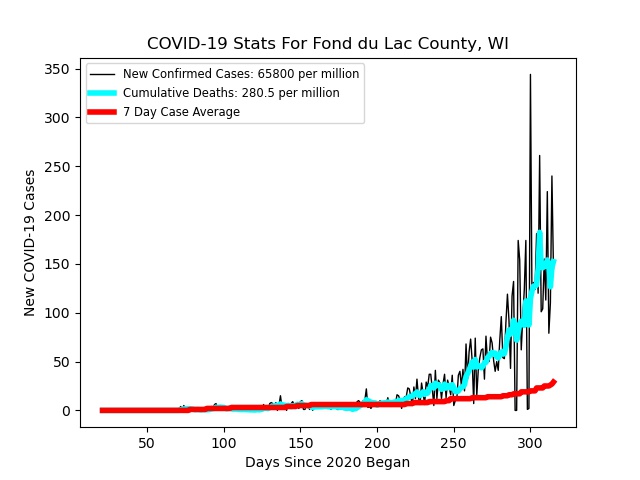 COVID-19 Stats For Fond du Lac County, WI
New Confirmed Cases: 65800 per million
Cumulative Deaths: 280.5 per million
7 Day Case Average
350
300
250
200
150
100
50
0
New COVID-19 Cases
50 100 150 200 250 300
Days Since 2020 Began